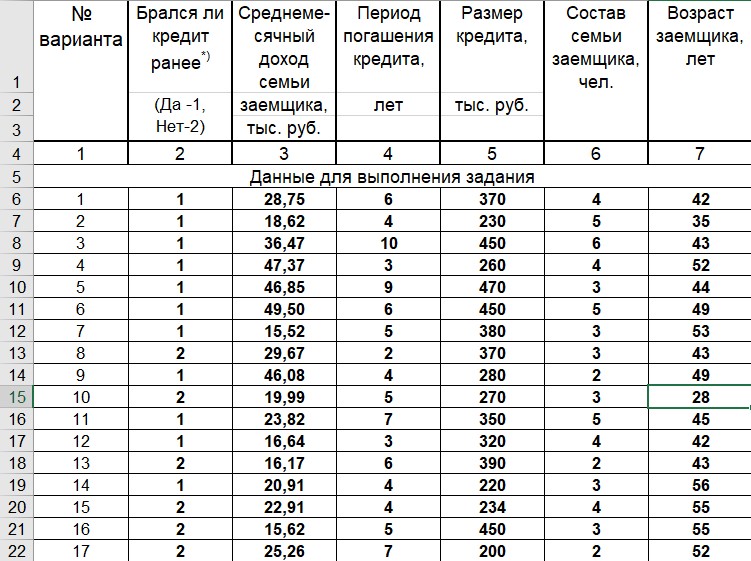 № варианта Брался ли кредит ранее*) Среднеме-сячный доход семьи Период погашения кредита, Размер кредита, Состав семьи заемщика, чел. Возраст заемщика, лет
1
2 (Да -1, заемщика, лет тыс. руб.
3 Нет-2) тыс. руб.
4 1 2 3 4 5 6 7
5 Данные для выполнения задания
6 1 1 28,75 6 370 4 42
7 2 1 18,62 4 230 5 35
8 3 1 36,47 10 450 6 43
9 4 1 47,37 3 260 4 52
10 5 1 46,85 9 470 3 44
11 6 1 49,50 6 450 5 49
12 7 1 15,52 5 380 3 53
13 8 2 29,67 2 370 3 43
14 9 1 46,08 4 280 2 49
15 10 2 19,99 5 270 3 28
16 11 1 23,82 7 350 5 45
17 12 1 16,64 3 320 4 42
18 13 2 16,17 6 390 2 43
19 14 1 20,91 4 220 3 56
20 15 2 22,91 4 234 4 55
21 16 2 15,62 5 450 3 55
22 17 2 25,26 7 200 2 52